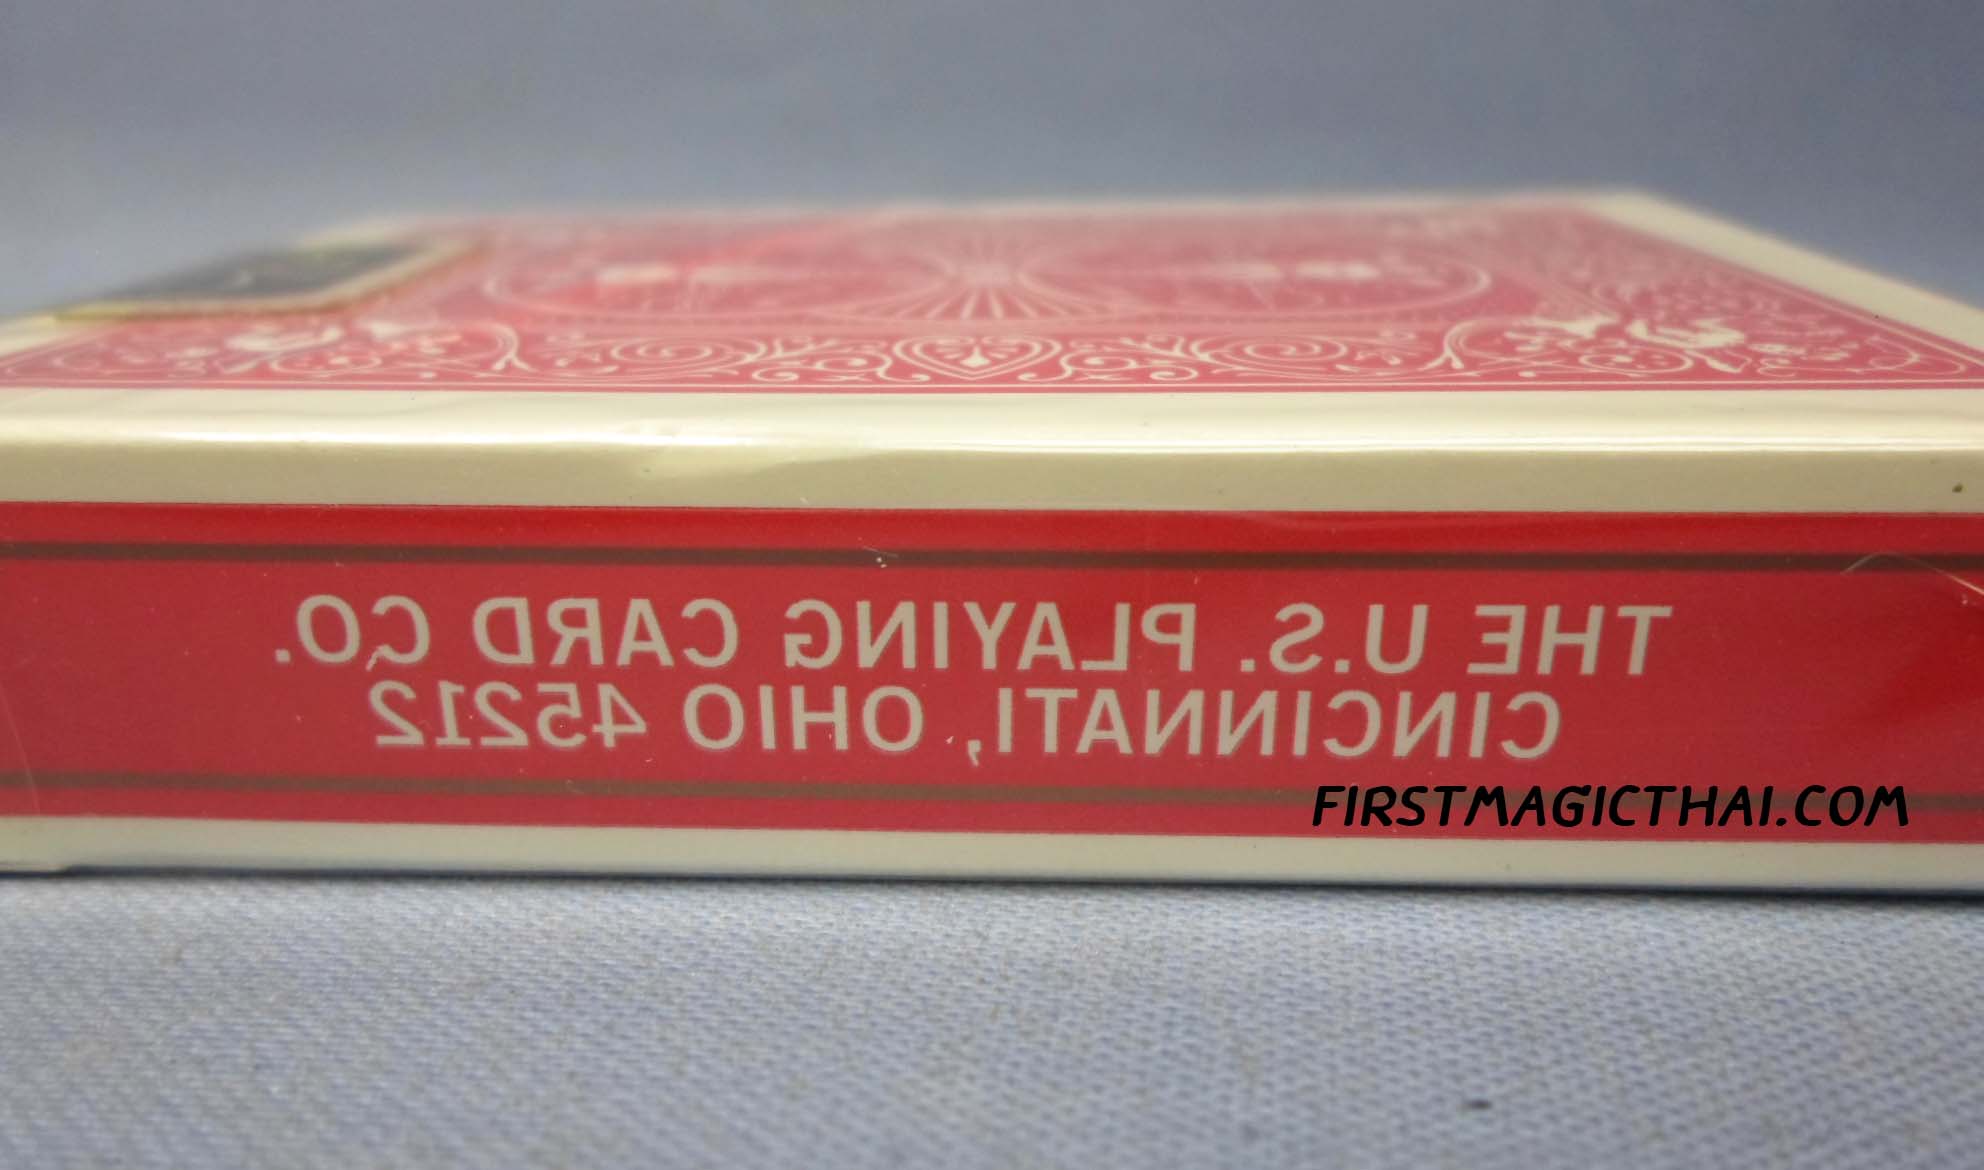 THE U.S. PLAYING CARD CO.
CINCINNATI, OHIO 45212
FIRSTMAGICTHAI.COM